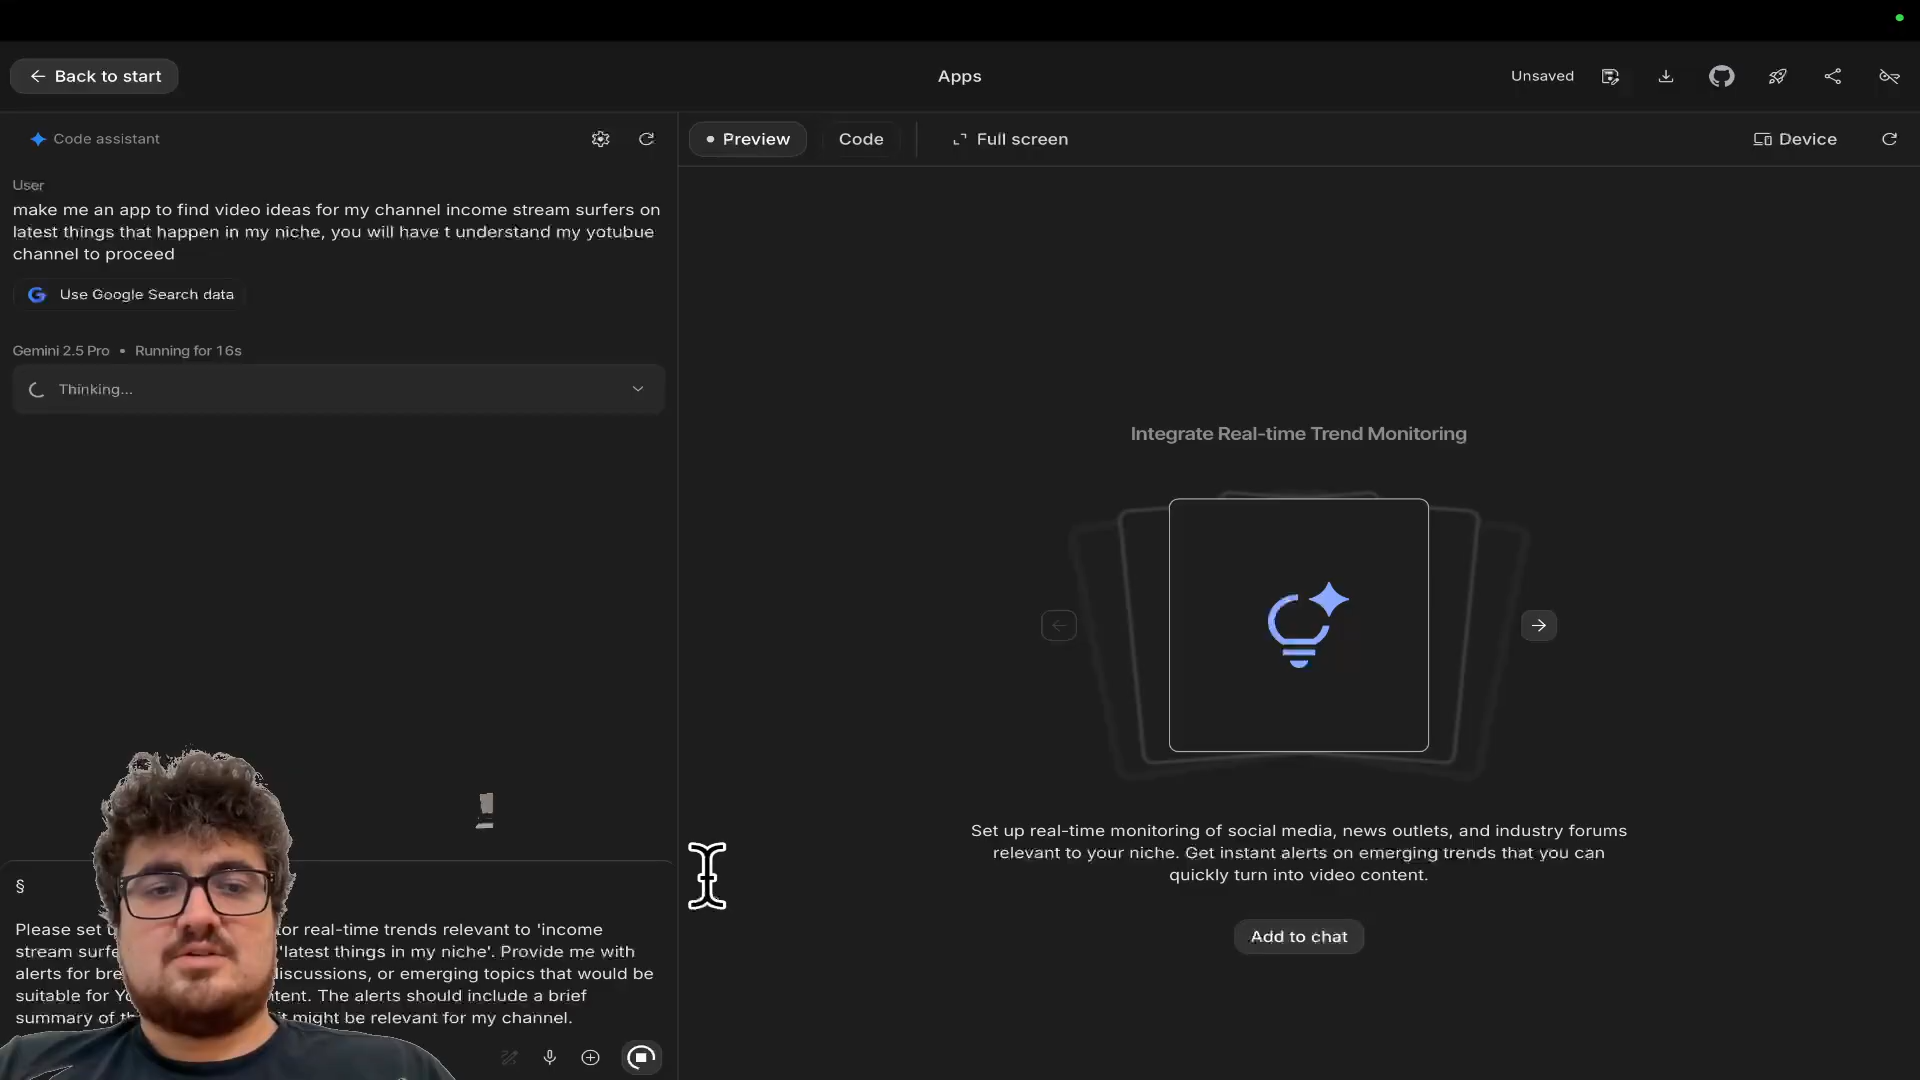 Back to start
Apps
Unsaved
Code assistant
Preview
Code
Full screen
Device
User
make me an app to find video ideas for my channel income stream surfers on
latest things that happen in my niche, you will have t understand my yotubue
channel to proceed
Use Google Search data
Gemini 2.5 Pro • Running for 16s
Thinking...
Integrate Real-time Trend Monitoring
Set up real-time monitoring of social media, news outlets, and industry forums
relevant to your niche. Get instant alerts on emerging trends that you can
quickly turn into video content.
Add to chat
§
Please set real-time trends relevant to 'income
stream 'latest things in my niche'. Provide me with
alerts for discussions, or emerging topics that would be
suitable for The alerts should include a brief
summary of it might be relevant for my channel.